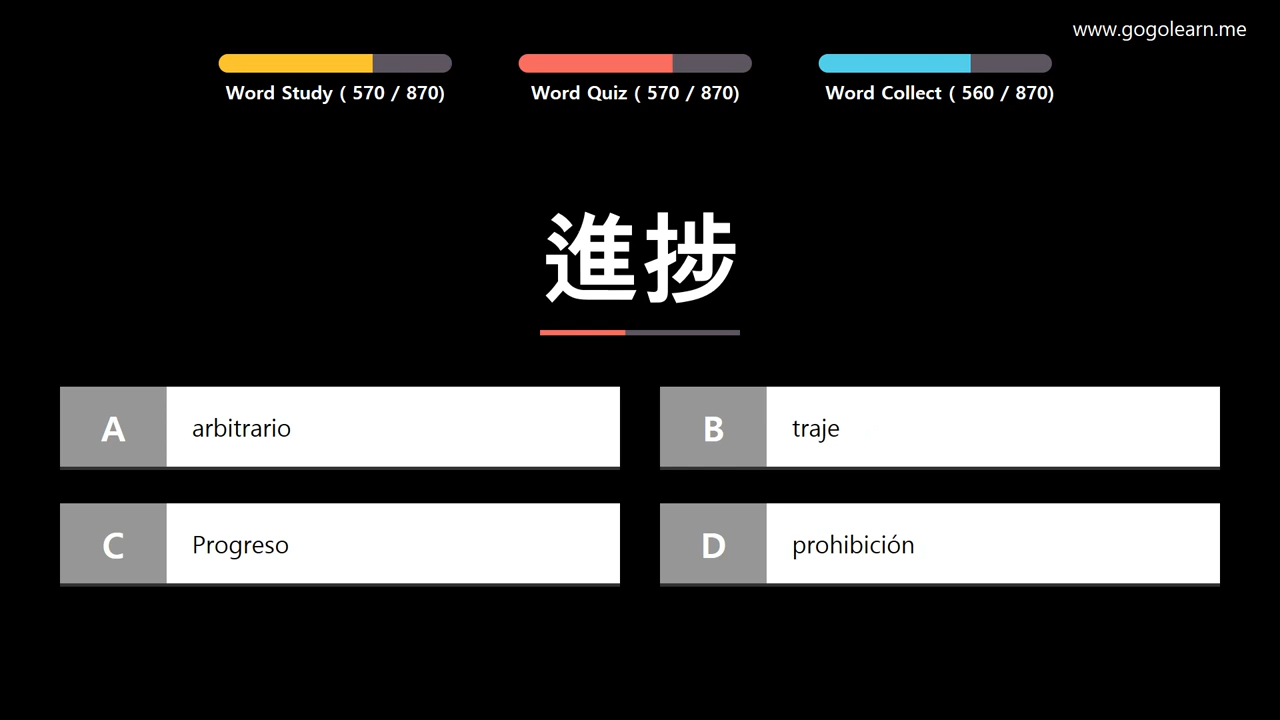 www.gogolearn.me
Word Study ( 570 / 870)
Word Quiz ( 570 / 870)
Word Collect ( 560 / 870)
進捗
A
arbitrario
B
traje
C
Progreso
D
prohibición